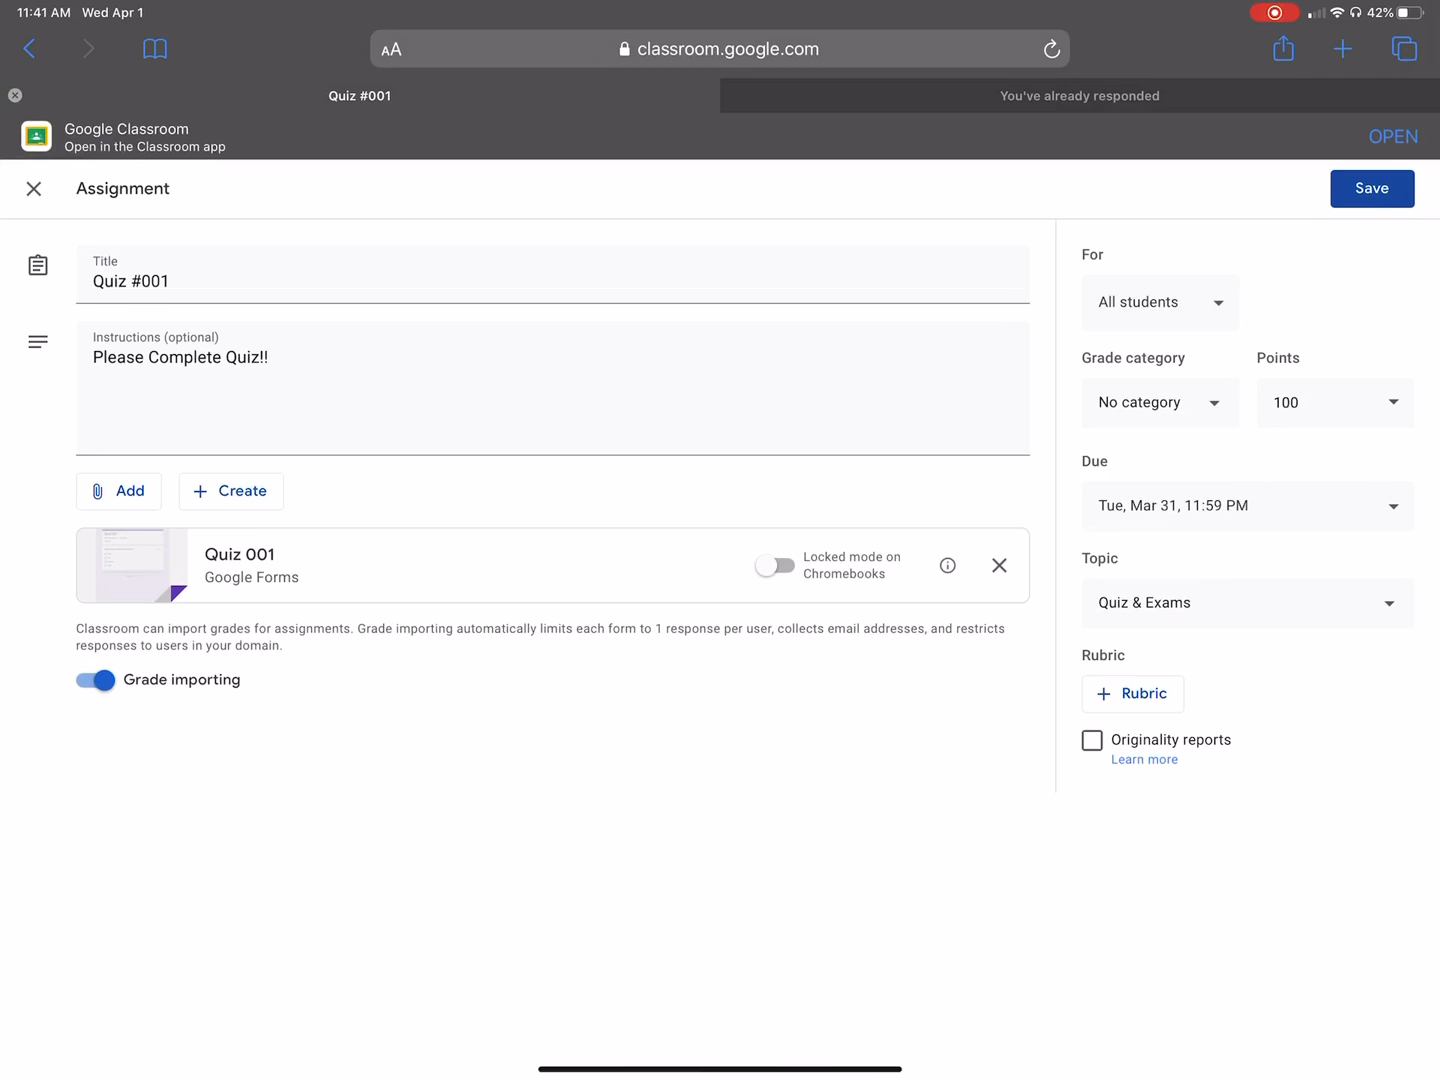 11:41 AM Wed Apr 1
42%
AA
classroom.google.com
Quiz #001
You've already responded
Google Classroom
Open in the Classroom app
OPEN
Assignment
Save
Title
Quiz #001
Instructions (optional)
Please Complete Quiz!!
Add
Create
Quiz 001
Google Forms
Locked mode on
Chromebooks
Classroom can import grades for assignments. Grade importing automatically limits each form to 1 response per user, collects email addresses, and restricts
responses to users in your domain.
Grade importing
For
All students
Grade category
Points
No category
100
Due
Tue, Mar 31, 11:59 PM
Topic
Quiz & Exams
Rubric
Rubric
Originality reports
Learn more